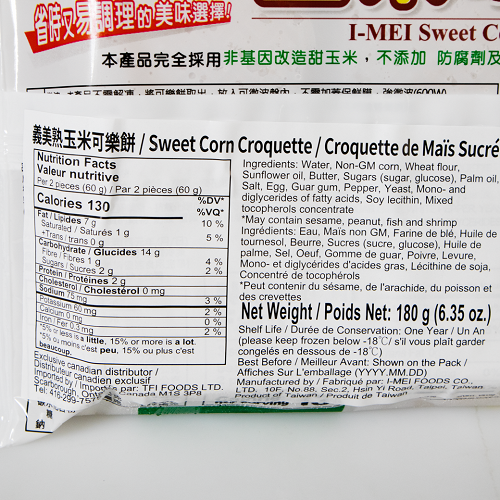 省時又易調理的美味選擇!
I-MEI Sweet
本產品完全採用非基因改造甜玉米，不添加 防腐劑及
義美熟玉米可樂餅 / Sweet Corn Croquette / Croquette de Maïs Sucré
Nutrition Facts
Valeur nutritive
Per 2 pieces (60 g) / Par 2 pièces (60 g)
Calories 130
%DV*
%VQ*
Fat / Lipides 7 g 10 %
Saturated / Saturés 1 g
+Trans / trans 0 g 5 %
Carbohydrate / Glucides 14 g
Fibre / Fibres 1 g 4 %
Sugars / Sucres 2 g 2 %
Protein / Protéines 2 g
Cholesterol / Cholestérol 0 mg
Sodium 75 mg 3 %
Potassium 60 mg 2 %
Calcium 0 mg 0 %
Iron / Fer 0.3 mg 2 %
*5% or less is a little, 15% or more is a lot.
*5% ou moins c'est peu, 15% ou plus c'est
beaucoup.
Exclusive canadian distributor /
Distributeur canadien exclusif
Imported by / Importé par: TFI FOODS LTD.
Scarborough, Canada M1S 3P8
Tel: 416-299-
Ingredients: Water, Non-GM corn, Wheat flour,
Sunflower oil, Butter, Sugars (sugar, glucose), Palm oil,
Salt, Egg, Guar gum, Pepper, Yeast, Mono- and
diglycerides of fatty acids, Soy lecithin, Mixed
tocopherols concentrate
*May contain sesame, peanut, fish and shrimp
Ingrédients: Eau, Maïs non GM, Farine de blé, Huile de
tournesol, Beurre, Sucres (sucre, glucose), Huile de
palme, Sel, Oeuf, Gomme de guar, Poivre, Levure,
Mono- et diglycérides d'acides gras, Lécithine de soja,
Concentré de tocophérols
*Peut contenir du sésame, de l'arachide, du poisson et
des crevettes
Net Weight / Poids Net: 180 g (6.35 oz.)
Shelf Life / Durée de Conservation: One Year / Un An
(please keep frozen below -18℃/ s'il vous plaît garder
congelés en dessous de -18℃)
Best Before / Meilleur Avant: Shown on the Pack /
Affiches Sur L'emballage (YYYY.MM.DD)
Manufactured by / Fabriqué par: I-MEI FOODS CO.,
LTD. 10F, No.88, Sec.2, Hsin Yi Road, Taipei, Taiwan
Product of Taiwan / Produit de Taiwan